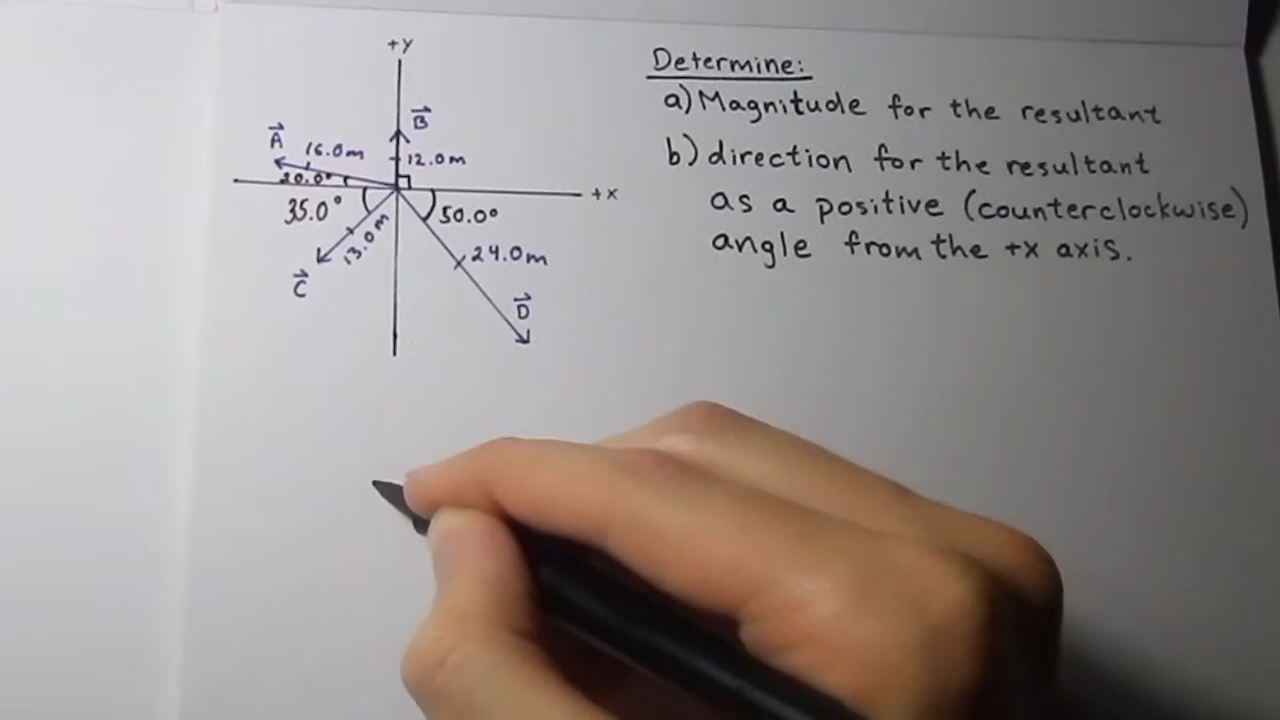 +y
B
A
16.0m
12.0m
20.0°
+x
35.0°
50.0°
13.0m
24.0m
C
D
Determine:
a) Magnitude for the resultant
b) direction for the resultant
as a positive (counterclockwise)
angle from the +x axis.